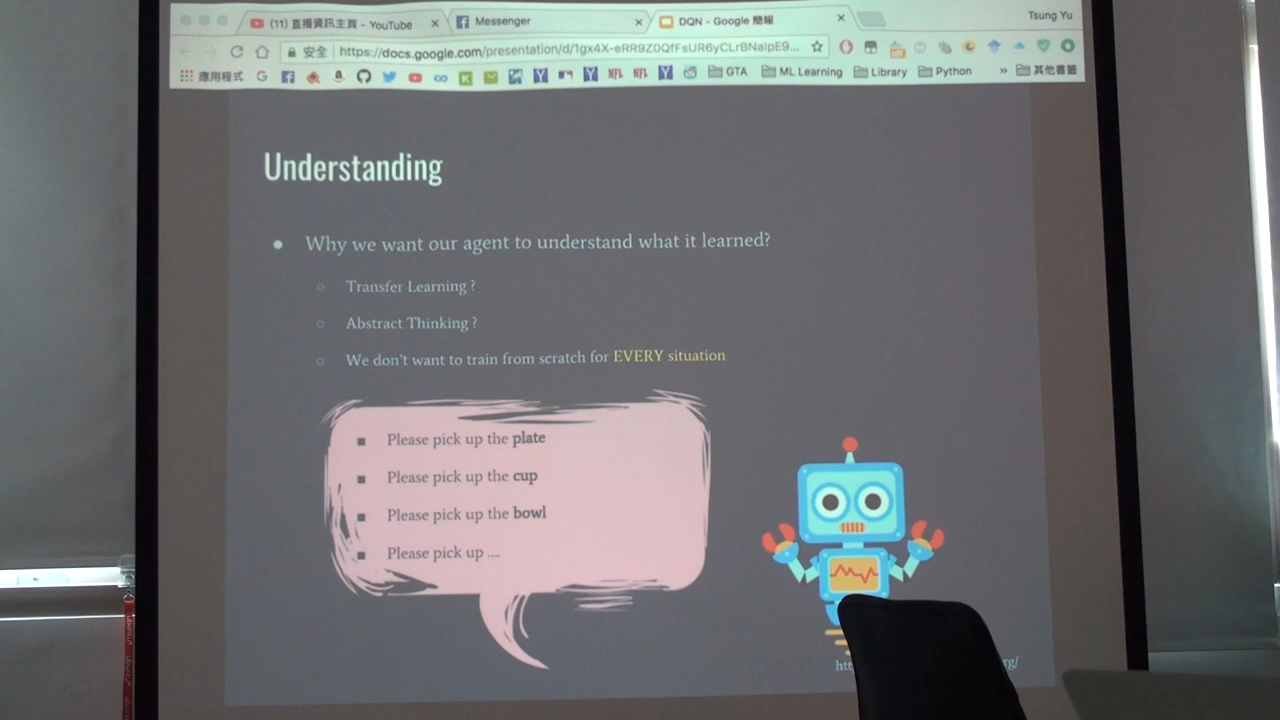 (11) 直播資訊主頁 - YouTube
Messenger
DQN - Google 簡報
Tsung Yu
安全
https://docs.google.com/presentation/d/1gx4X-eRR9Z0QfFsUR6yCLrBNaIpE9...
應用程式
GTA
ML Learning
Library
Python
»
其他書籤
Understanding
● Why we want our agent to understand what it learned?
○ Transfer Learning ?
○ Abstract Thinking ?
○ We don't want to train from scratch for EVERY situation
■ Please pick up the plate
■ Please pick up the cup
■ Please pick up the bowl
■ Please pick up ....